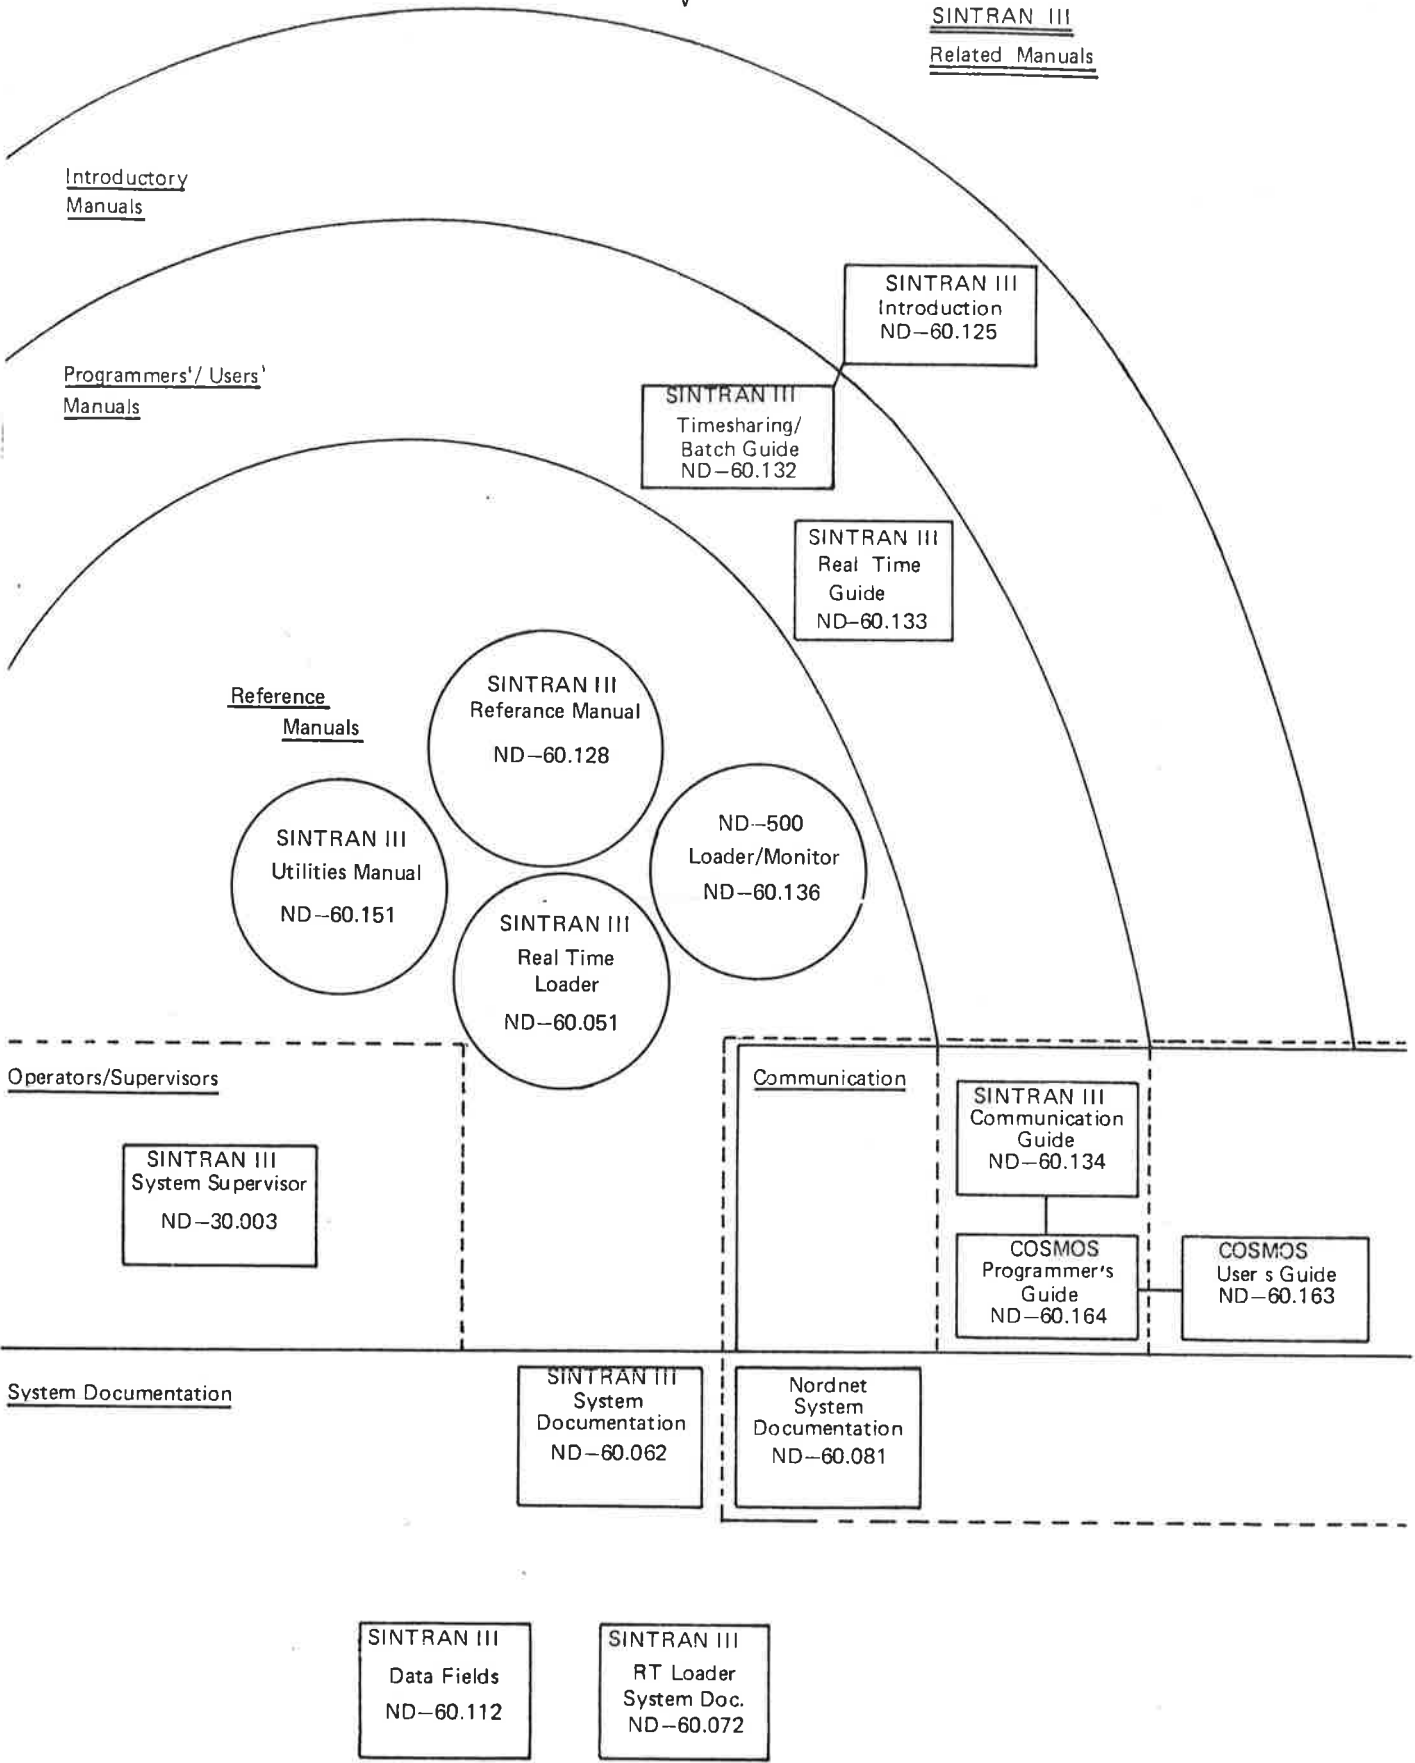 v
SINTRAN III
Related Manuals
Introductory
Manuals
SINTRAN III
Introduction
ND-60.125
Programmers'/ Users'
Manuals
SINTRAN III
Timesharing/
Batch Guide
ND-60.132
SINTRAN III
Real Time
Guide
ND-60.133
Reference
Manuals
SINTRAN III
Referance Manual
ND-60.128
SINTRAN III
Utilities Manual
ND-60.151
ND-500
Loader/Monitor
ND-60.136
SINTRAN III
Real Time
Loader
ND-60.051
Operators/Supervisors
SINTRAN III
System Supervisor
ND-30.003
Communication
SINTRAN III
Communication
Guide
ND-60.134
COSMOS
Programmer's
Guide
ND-60.164
COSMOS
User s Guide
ND-60.163
System Documentation
SINTRAN III
System
Documentation
ND-60.062
Nordnet
System
Documentation
ND-60.081
SINTRAN III
Data Fields
ND-60.112
SINTRAN III
RT Loader
System Doc.
ND-60.072